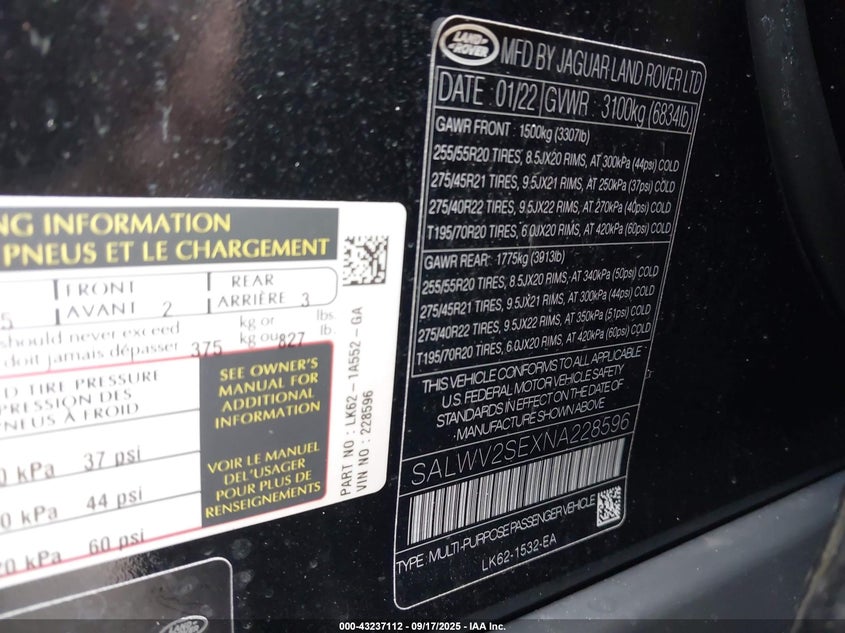 NG INFORMATION
PNEUS ET LE CHARGEMENT
5 FRONT AVANT 2 REAR ARRIÈRE 3
should never exceed kg or lbs.
doit jamais dépasser 375 kg ou 827 lb.
D TIRE PRESSURE
PRESSION DES
NEUS À FROID
0 kPa 37 psi
0 kPa 44 psi
20 kPa 60 psi
SEE OWNER'S
MANUAL FOR
ADDITIONAL
INFORMATION
VOIR LE MANUEL
DEL'USAGER
POUR PLUS DE
RENSEIGNEMENTS
PART NO : LK62-1A552-GA
VIN NO : 228596
LAND ROVER
MFD BY JAGUAR LAND ROVER LTD
DATE 01/22 GVWR 3100kg (6834lb)
GAWR FRONT : 1500kg (3307lb)
255/55R20 TIRES, 8.5JX20 RIMS, AT 300kPa (44psi) COLD
275/45R21 TIRES, 9.5JX21 RIMS, AT 250kPa (37psi) COLD
275/40R22 TIRES, 9.5JX22 RIMS, AT 270kPa (40psi) COLD
T195/70R20 TIRES, 6.0JX20 RIMS, AT 420kPa (60psi) COLD
GAWR REAR: 1775kg (3913lb)
255/55R20 TIRES, 8.5JX20 RIMS, AT 340kPa (50psi) COLD
275/45R21 TIRES, 9.5JX21 RIMS, AT 300kPa (44psi) COLD
275/40R22 TIRES, 9.5JX22 RIMS, AT 350kPa (51psi) COLD
T195/70R20 TIRES, 6.0JX20 RIMS, AT 420kPa (60psi) COLD
THIS VEHICLE CONFORMS TO ALL APPLICABLE
U.S. FEDERAL MOTOR VEHICLE SAFETY
STANDARDS IN EFFECT ON THE DATE OF
MANUFACTURE SHOWN ABOVE
SALWV2SEXNA228596
TYPE : MULTI-PURPOSE PASSENGER VEHICLE
LK62-1532-EA
LAND ROVER
000-43237112 - 09/17/2025 - IAA Inc.